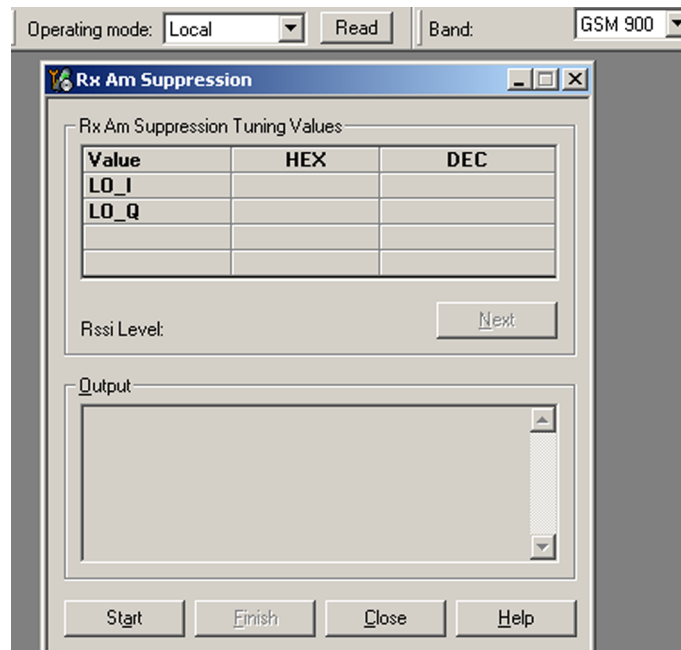 Operating mode: Local Read Band: GSM 900
Rx Am Suppression
Rx Am Suppression Tuning Values
Value HEX DEC
LO_I
LO_Q
Rssi Level: Next
Output
Start Finish Close Help